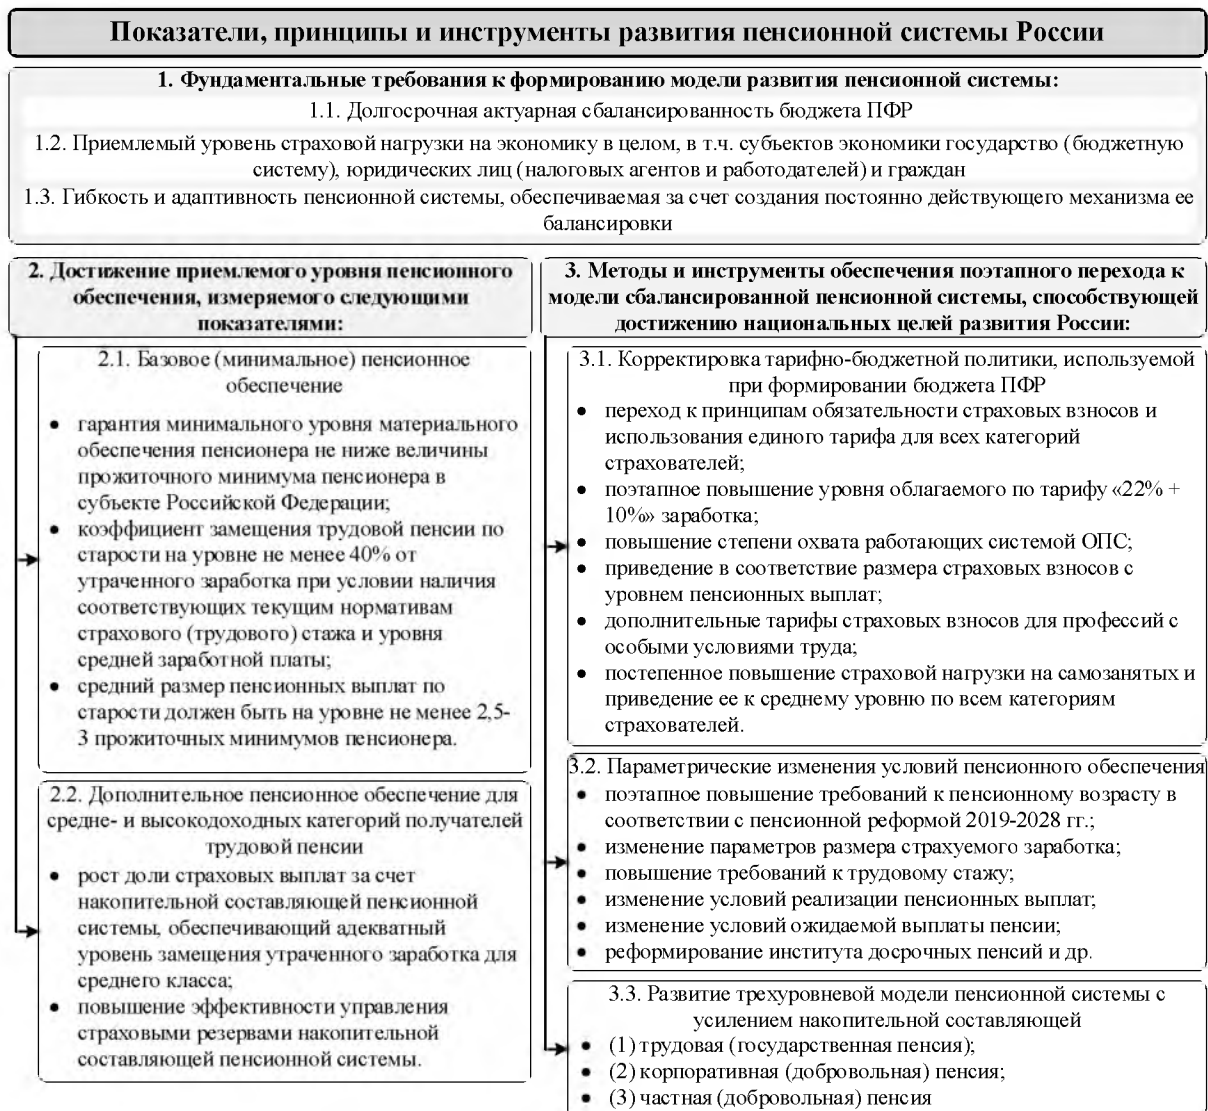 Показатели, принципы и инструменты развития пенсионной системы России
1. Фундаментальные требования к формированию модели развития пенсионной системы:
1.1. Долгосрочная актуарная сбалансированность бюджета ПФР
1.2. Приемлемый уровень страховой нагрузки на экономику в целом, в т.ч. субъектов экономики государство (бюджетную
систему), юридических лиц (налоговых агентов и работодателей) и граждан
1.3. Гибкость и адаптивность пенсионной системы, обеспечиваемая за счет создания постоянно действующего механизма ее
балансировки
2. Достижение приемлемого уровня пенсионного
обеспечения, измеряемого следующими
показателями:
2.1. Базовое (минимальное) пенсионное
обеспечение
• гарантия минимального уровня материального
обеспечения пенсионера не ниже величины
прожиточного минимума пенсионера в
субъекте Российской Федерации;
• коэффициент замещения трудовой пенсии по
старости на уровне не менее 40% от
утраченного заработка при условии наличия
соответствующих текущим нормативам
страхового (трудового) стажа и уровня
средней заработной платы;
• средний размер пенсионных выплат по
старости должен быть на уровне не менее 2,5-
3 прожиточных минимумов пенсионера.
2.2. Дополнительное пенсионное обеспечение для
средне- и высокодоходных категорий получателей
трудовой пенсии
• рост доли страховых выплат за счет
накопительной составляющей пенсионной
системы, обеспечивающий адекватный
уровень замещения утраченного заработка для
среднего класса;
• повышение эффективности управления
страховыми резервами накопительной
составляющей пенсионной системы.
3. Методы и инструменты обеспечения поэтапного перехода к
модели сбалансированной пенсионной системы, способствующей
достижению национальных целей развития России:
3.1. Корректировка тарифно-бюджетной политики, используемой
при формировании бюджета ПФР
• переход к принципам обязательности страховых взносов и
использования единого тарифа для всех категорий
страхователей;
• поэтапное повышение уровня облагаемого по тарифу «22% +
10%» заработка;
• повышение степени охвата работающих системой ОПС;
• приведение в соответствие размера страховых взносов с
уровнем пенсионных выплат;
• дополнительные тарифы страховых взносов для профессий с
особыми условиями труда;
• постепенное повышение страховой нагрузки на самозанятых и
приведение ее к среднему уровню по всем категориям
страхователей.
3.2. Параметрические изменения условий пенсионного обеспечения
• поэтапное повышение требований к пенсионному возрасту в
соответствии с пенсионной реформой 2019-2028 гг.;
• изменение параметров размера страхуемого заработка;
• повышение требований к трудовому стажу;
• изменение условий реализации пенсионных выплат;
• изменение условий ожидаемой выплаты пенсии;
• реформирование института досрочных пенсий и др.
3.3. Развитие трехуровневой модели пенсионной системы с
усилением накопительной составляющей
• (1) трудовая (государственная пенсия);
• (2) корпоративная (добровольная) пенсия;
• (3) частная (добровольная) пенсия